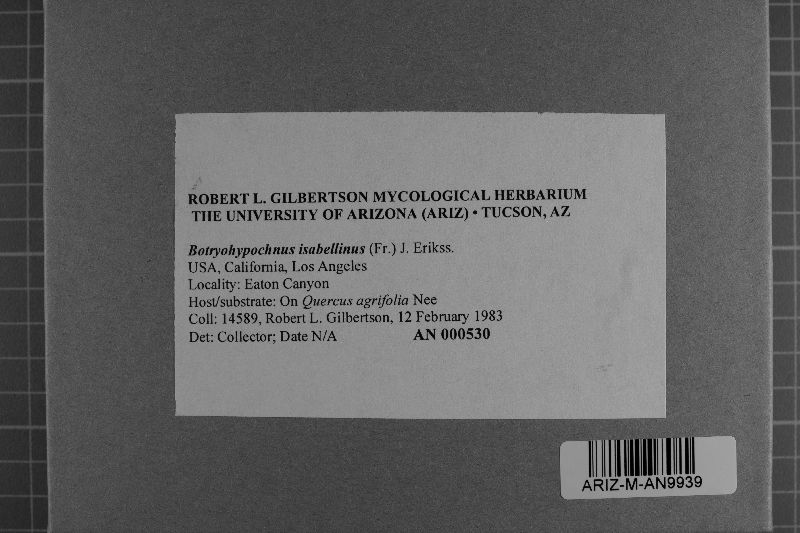 ROBERT L. GILBERTSON MYCOLOGICAL HERBARIUM
THE UNIVERSITY OF ARIZONA (ARIZ) • TUCSON, AZ
Botryohypochnus isabellinus (Fr.) J. Erikss.
USA, California, Los Angeles
Locality: Eaton Canyon
Host/substrate: On Quercus agrifolia Nee
Coll: 14589, Robert L. Gilbertson, 12 February 1983
Det: Collector; Date N/A AN 000530
ARIZ-M-AN9939